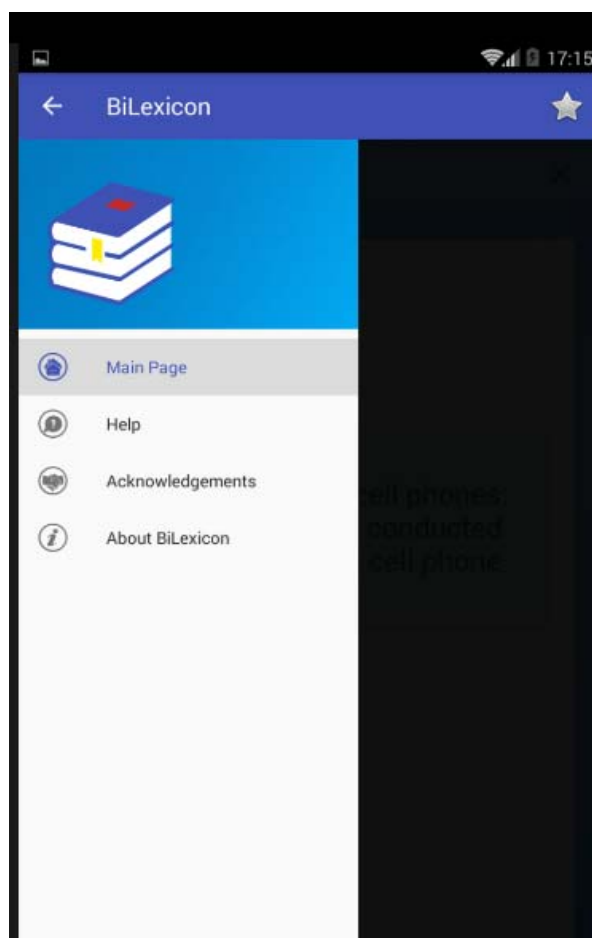 17:15
BiLexicon
Main Page
Help
Acknowledgements
cell phones;
conducted
cell phone
About BiLexicon